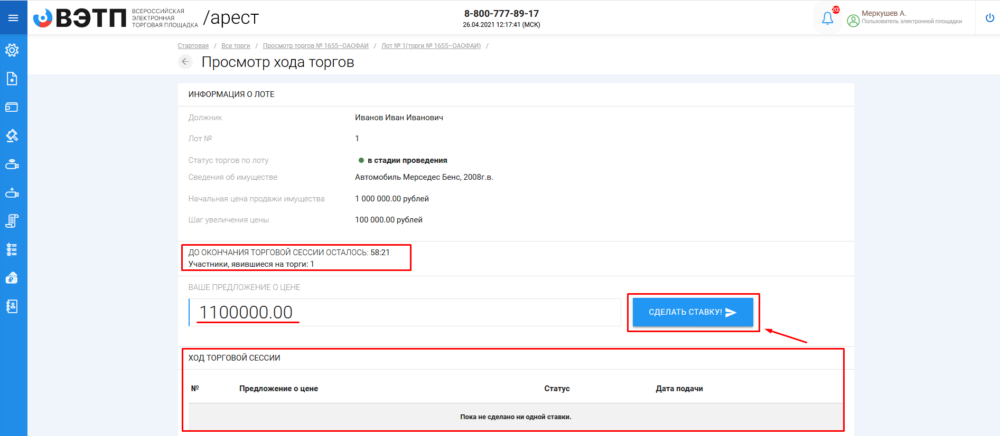 ВЭТП
ВСЕРОССИЙСКАЯ
ЭЛЕКТРОННАЯ
ТОРГОВАЯ ПЛОЩАДКА
/арест
8-800-777-89-17
26.04.2021 12:17:41 (МСК)
203
Меркушев А.
Пользователь электронной площадки
Стартовая / Все торги / Просмотр торгов № 1655-ОАОФАИ / Лот № 1(торги № 1655-ОАОФАИ) /
Просмотр хода торгов
ИНФОРМАЦИЯ О ЛОТЕ
Должник Иванов Иван Иванович
Лот № 1
Статус торгов по лоту в стадии проведения
Сведения об имуществе Автомобиль Мерседес Бенс, 2008г.в.
Начальная цена продажи имущества 1 000 000.00 рублей
Шаг увеличения цены 100 000.00 рублей
ДО ОКОНЧАНИЯ ТОРГОВОЙ СЕССИИ ОСТАЛОСЬ: 58:21
Участники, явившиеся на торги: 1
ВАШЕ ПРЕДЛОЖЕНИЕ О ЦЕНЕ
1100000.00
СДЕЛАТЬ СТАВКУ!
ХОД ТОРГОВОЙ СЕССИИ
№ Предложение о цене Статус Дата подачи
Пока не сделано ни одной ставки.